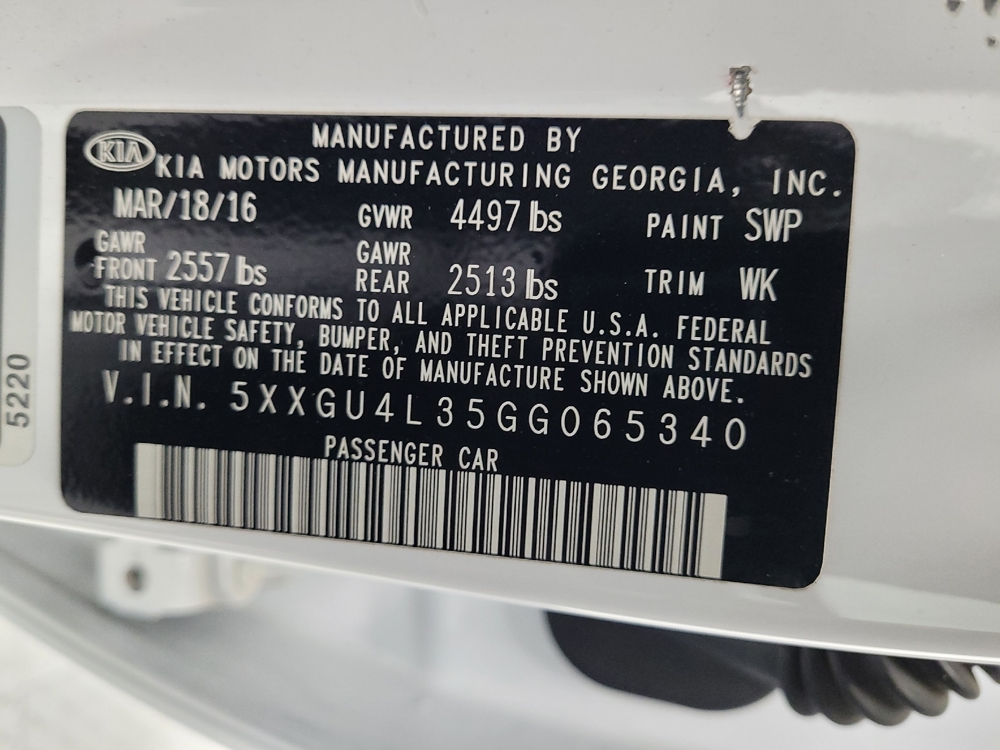 KIA
MANUFACTURED BY
KIA MOTORS MANUFACTURING GEORGIA, INC.
MAR/18/16 GVWR 4497 lbs PAINT SWP
GAWR FRONT 2557 lbs GAWR REAR 2513 lbs TRIM WK
THIS VEHICLE CONFORMS TO ALL APPLICABLE U.S.A. FEDERAL
MOTOR VEHICLE SAFETY, BUMPER, AND THEFT PREVENTION STANDARDS
IN EFFECT ON THE DATE OF MANUFACTURE SHOWN ABOVE.
V.I.N. 5XXGU4L35GG065340
PASSENGER CAR
5220